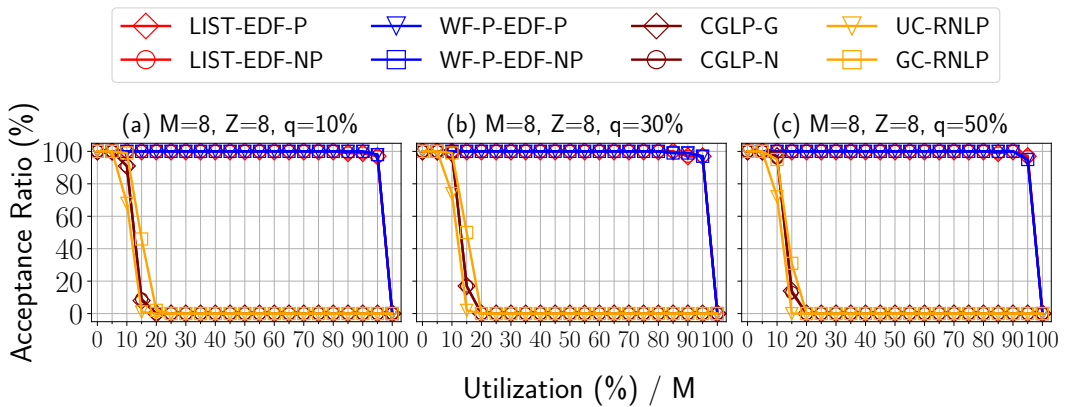 LIST-EDF-P WF-P-EDF-P CGLP-G UC-RNLP
LIST-EDF-NP WF-P-EDF-NP CGLP-N GC-RNLP
(a) M=8, Z=8, q=10% (b) M=8, Z=8, q=30% (c) M=8, Z=8, q=50%
Acceptance Ratio (%)
100
80
60
40
20
0
0 10 20 30 40 50 60 70 80 90 100 0 10 20 30 40 50 60 70 80 90 100 0 10 20 30 40 50 60 70 80 90 100
Utilization (%) / M